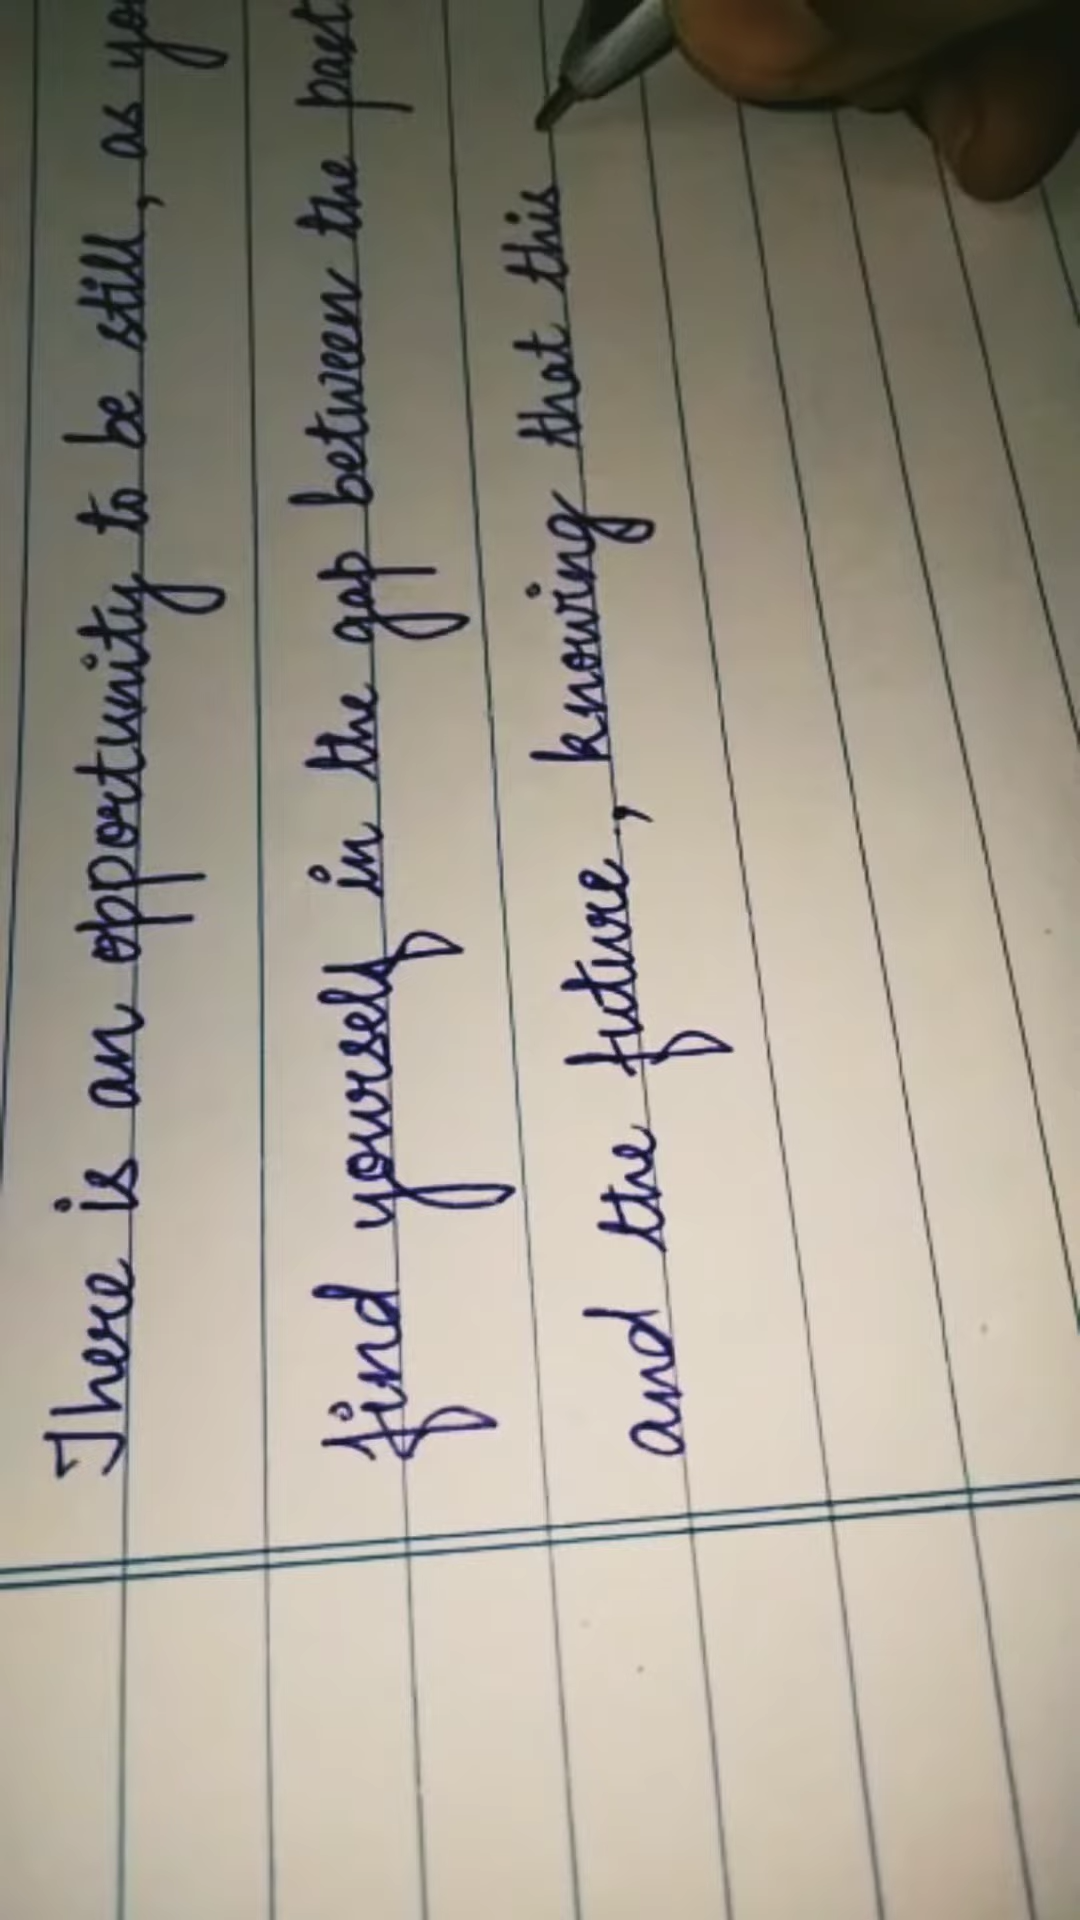 There is an opportunity to be still, as yo
find yourself in the gap between the past
and the future, knowing that this